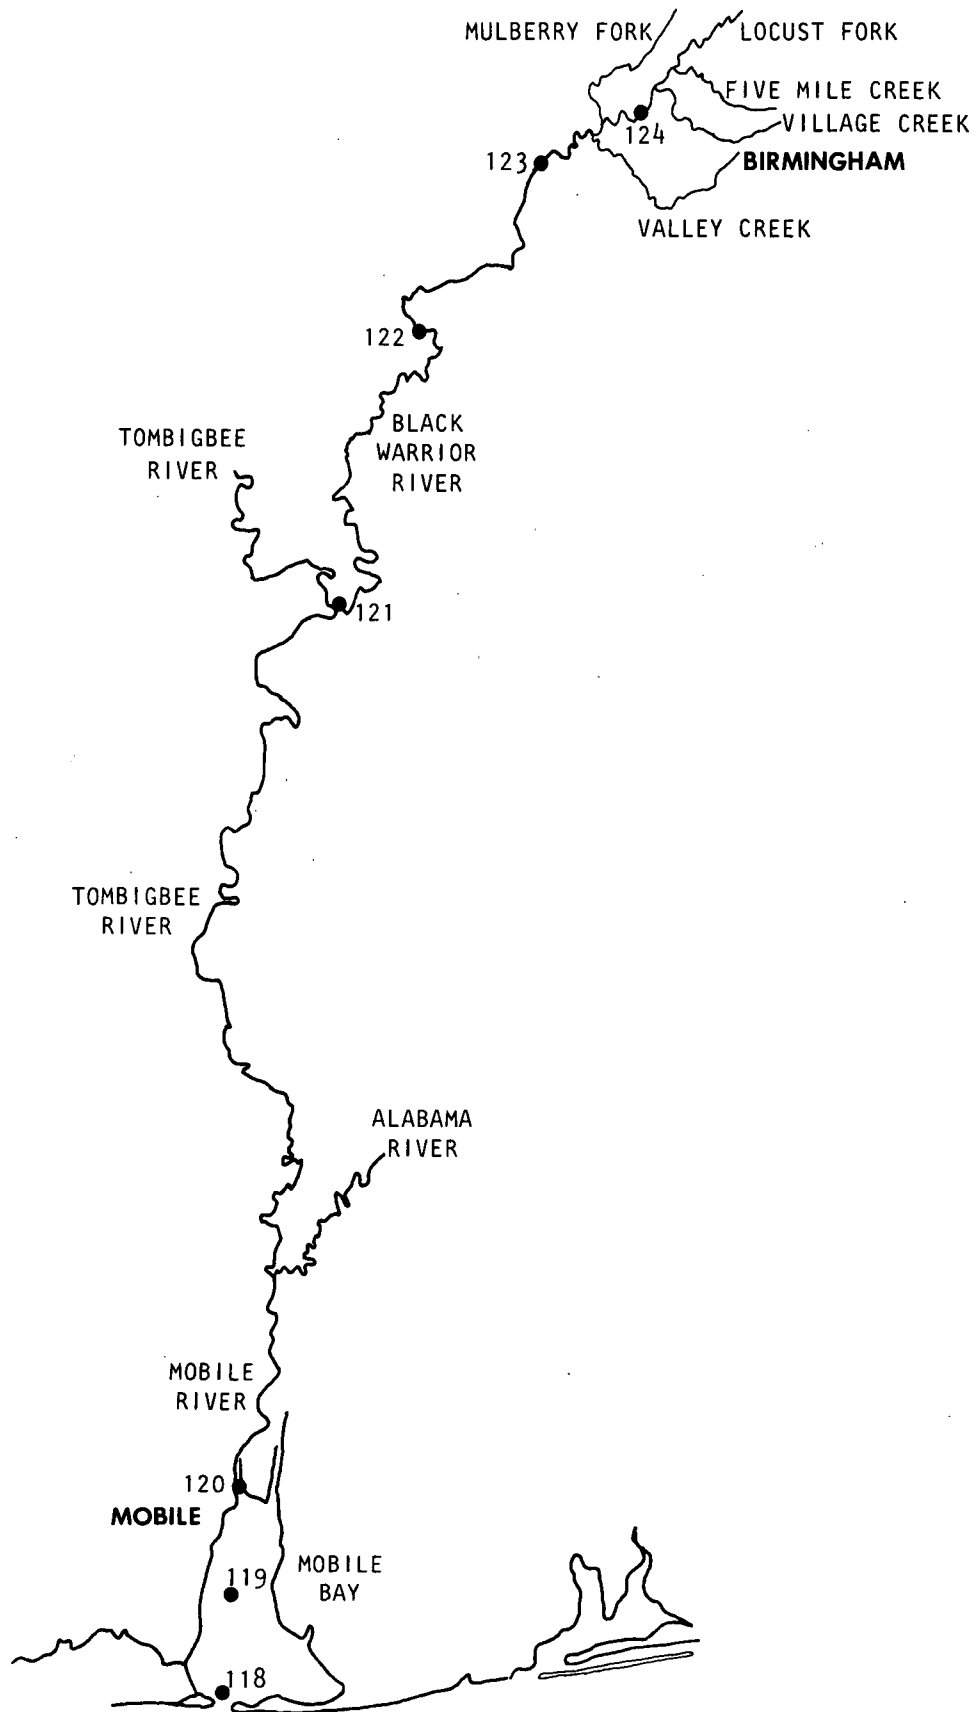 MULBERRY FORK
LOCUST FORK
FIVE MILE CREEK
VILLAGE CREEK
124
123
BIRMINGHAM
VALLEY CREEK
122
BLACK
WARRIOR
RIVER
TOMBIGBEE
RIVER
121
TOMBIGBEE
RIVER
ALABAMA
RIVER
MOBILE
RIVER
120
MOBILE
MOBILE
BAY
119
118